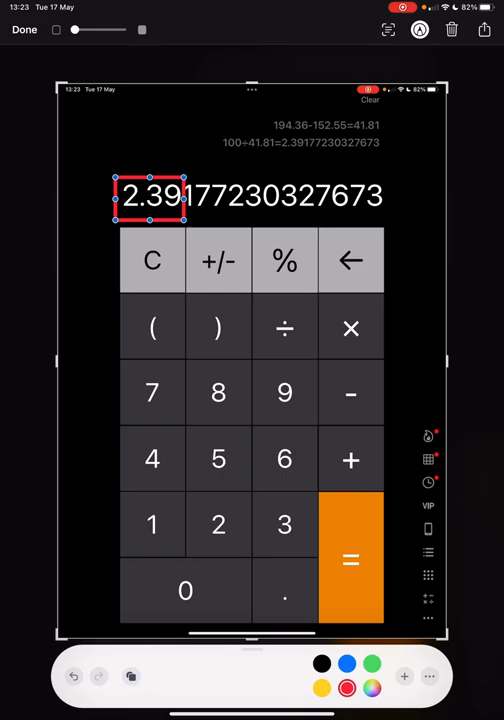 13:23 Tue 17 May 82%
Done
13:23 Tue 17 May 82%
Clear
194.36-152.55=41.81
100÷41.81=2.39177230327673
2.39177230327673
C +/- % ←
( ) ÷ ×
7 8 9 -
4 5 6 +
1 2 3 =
0 .
VIP